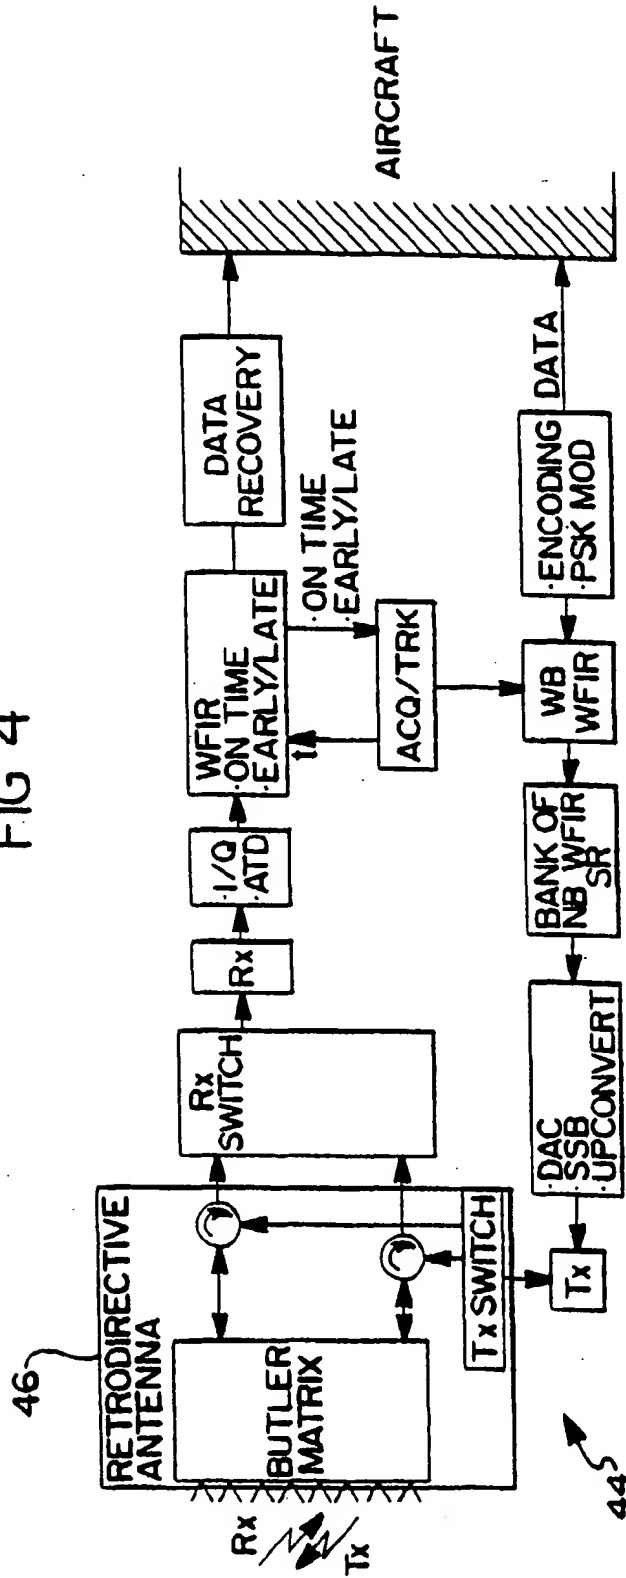 FIG 4
46
RETRODIRECTIVE
ANTENNA
BUTLER
MATRIX
Rx
Tx
Tx SWITCH
Rx
SWITCH
Rx
·I/Q
·ATD
WFIR
·ON TIME
·EARLY/LATE
t
·ON TIME
·EARLY/LATE
ACQ/TRK
DATA
RECOVERY
AIRCRAFT
DATA
·ENCODING
·PSK MOD
WB
WFIR
BANK OF
NB WFIR
SR
·DAC
·SSB
·UPCONVERT
Tx
44